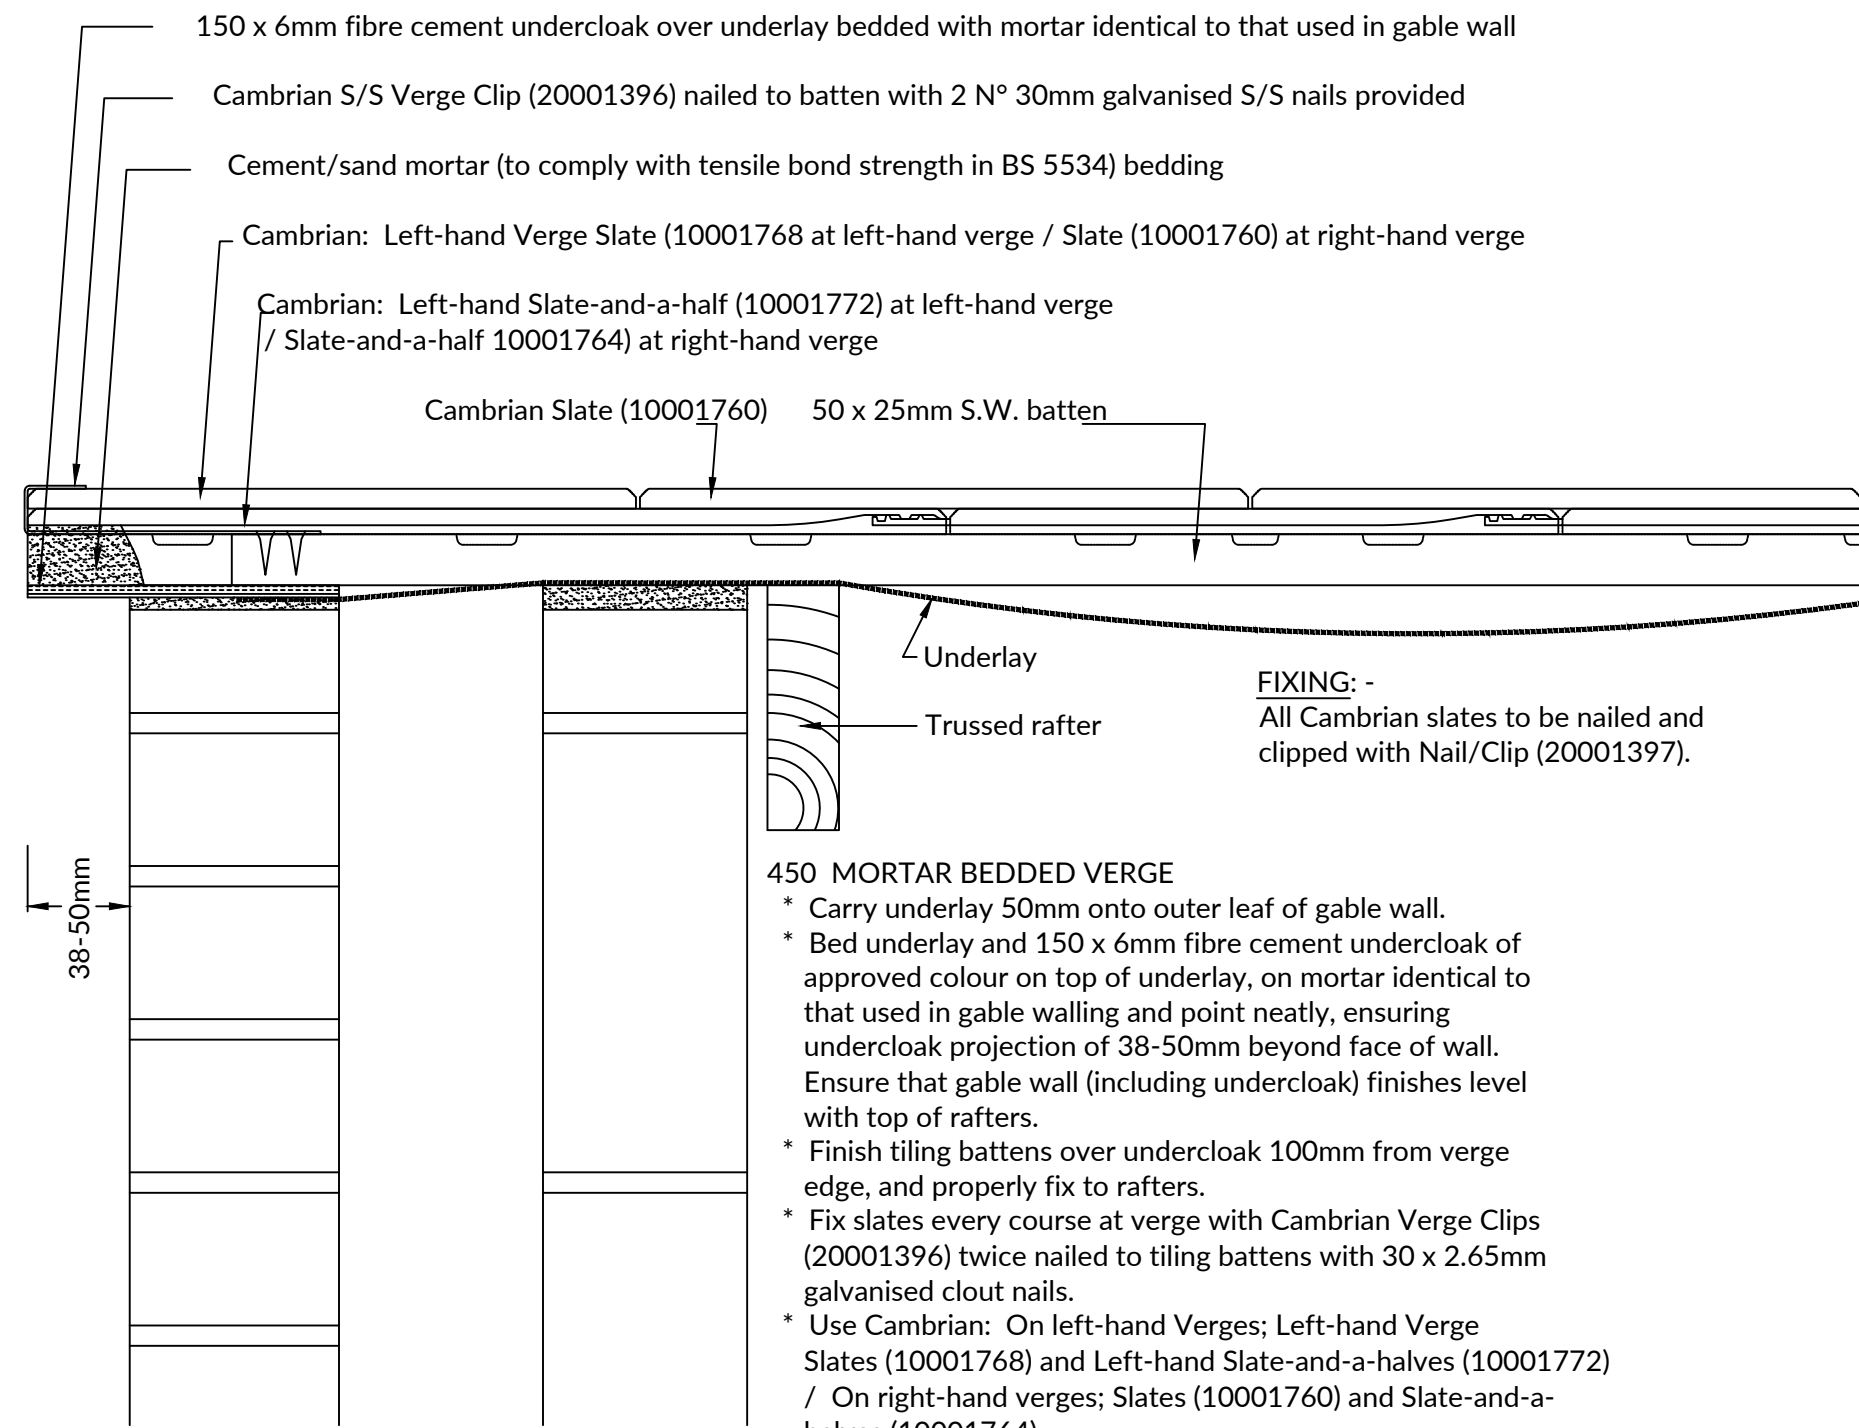 150 x 6mm fibre cement undercloak over underlay bedded with mortar identical to that used in gable wall
Cambrian S/S Verge Clip (20001396) nailed to batten with 2 N° 30mm galvanised S/S nails provided
Cement/sand mortar (to comply with tensile bond strength in BS 5534) bedding
Cambrian: Left-hand Verge Slate (10001768 at left-hand verge / Slate (10001760) at right-hand verge
Cambrian: Left-hand Slate-and-a-half (10001772) at left-hand verge
/ Slate-and-a-half 10001764) at right-hand verge
Cambrian Slate (10001760) 50 x 25mm S.W. batten
Underlay
Trussed rafter
FIXING: -
All Cambrian slates to be nailed and
clipped with Nail/Clip (20001397).
38-50mm
450 MORTAR BEDDED VERGE
* Carry underlay 50mm onto outer leaf of gable wall.
* Bed underlay and 150 x 6mm fibre cement undercloak of
approved colour on top of underlay, on mortar identical to
that used in gable walling and point neatly, ensuring
undercloak projection of 38-50mm beyond face of wall.
Ensure that gable wall (including undercloak) finishes level
with top of rafters.
* Finish tiling battens over undercloak 100mm from verge
edge, and properly fix to rafters.
* Fix slates every course at verge with Cambrian Verge Clips
(20001396) twice nailed to tiling battens with 30 x 2.65mm
galvanised clout nails.
* Use Cambrian: On left-hand Verges; Left-hand Verge
Slates (10001768) and Left-hand Slate-and-a-halves (10001772)
/ On right-hand verges; Slates (10001760) and Slate-and-a-